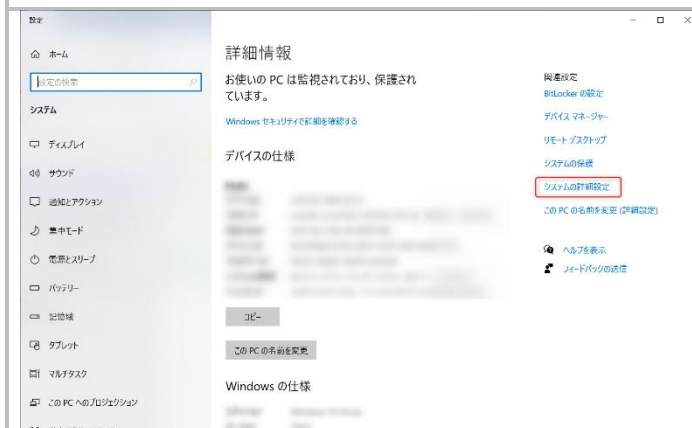 設定
ホーム
設定の検索
システム
ディスプレイ
サウンド
通知とアクション
集中モード
電源とスリープ
バッテリー
記憶域
タブレット
マルチタスク
この PC へのプロジェクション
詳細情報
お使いの PC は監視されており、保護され
ています。
Windows セキュリティで詳細を確認する
デバイスの仕様
コピー
この PC の名前を変更
Windows の仕様
関連設定
BitLocker の設定
デバイス マネージャー
リモート デスクトップ
システムの保護
システムの詳細設定
この PC の名前を変更 (詳細設定)
ヘルプを表示
フィードバックの送信